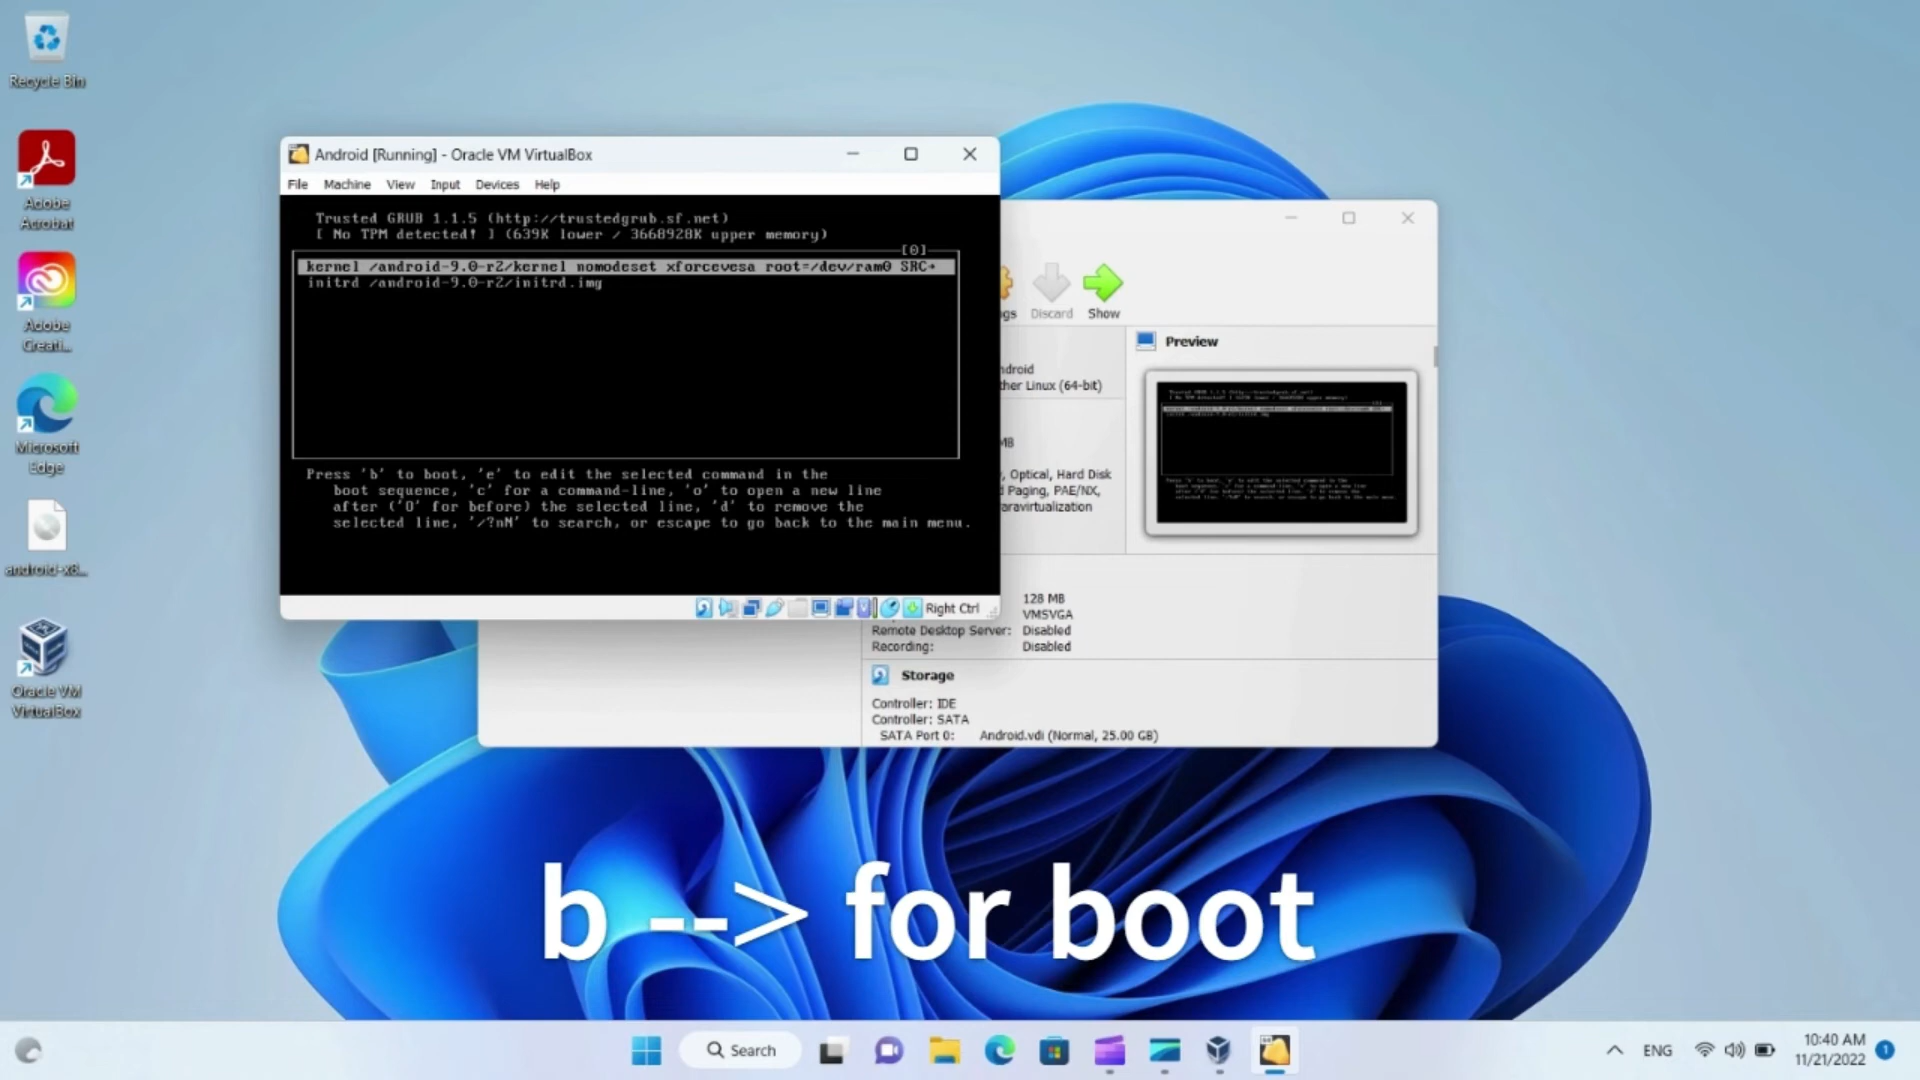 Recycle Bin
Adobe
Acrobat
Adobe
Creati...
Microsoft
Edge
android-x8...
Oracle VM
VirtualBox
Android [Running] - Oracle VM VirtualBox
File Machine View Input Devices Help
Trusted GRUB 1.1.5 (http://trustedgrub.sf.net)
[ No TPM detected! ] (639K lower / 3668928K upper memory)
[0]
kernel /android-9.0-r2/kernel nomodeset xforcevesa root=/dev/ram0 SRC→
initrd /android-9.0-r2/initrd.img
Press 'b' to boot, 'e' to edit the selected command in the
boot sequence, 'c' for a command-line, 'o' to open a new line
after ('O' for before) the selected line, 'd' to remove the
selected line, '/?nN' to search, or escape to go back to the main menu.
Right Ctrl
gs Discard Show
ndroid
ther Linux (64-bit)
MB
, Optical, Hard Disk
d Paging, PAE/NX,
aravirtualization
Preview
128 MB
VMSVGA
Remote Desktop Server: Disabled
Recording: Disabled
Storage
Controller: IDE
Controller: SATA
SATA Port 0: Android.vdi (Normal, 25.00 GB)
b --> for boot
Search
ENG
10:40 AM
11/21/2022
1